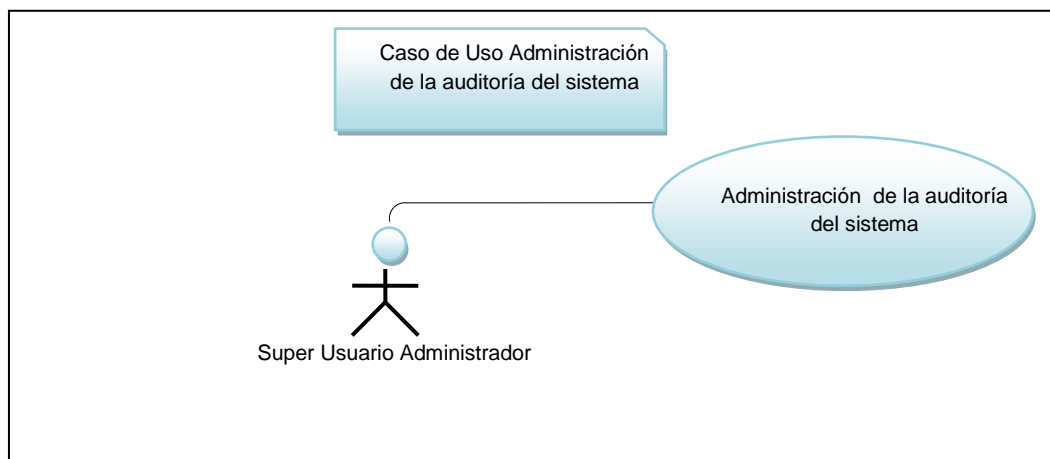 Caso de Uso Administración
de la auditoría del sistema
Administración  de la auditoría
del sistema
Super Usuario Administrador